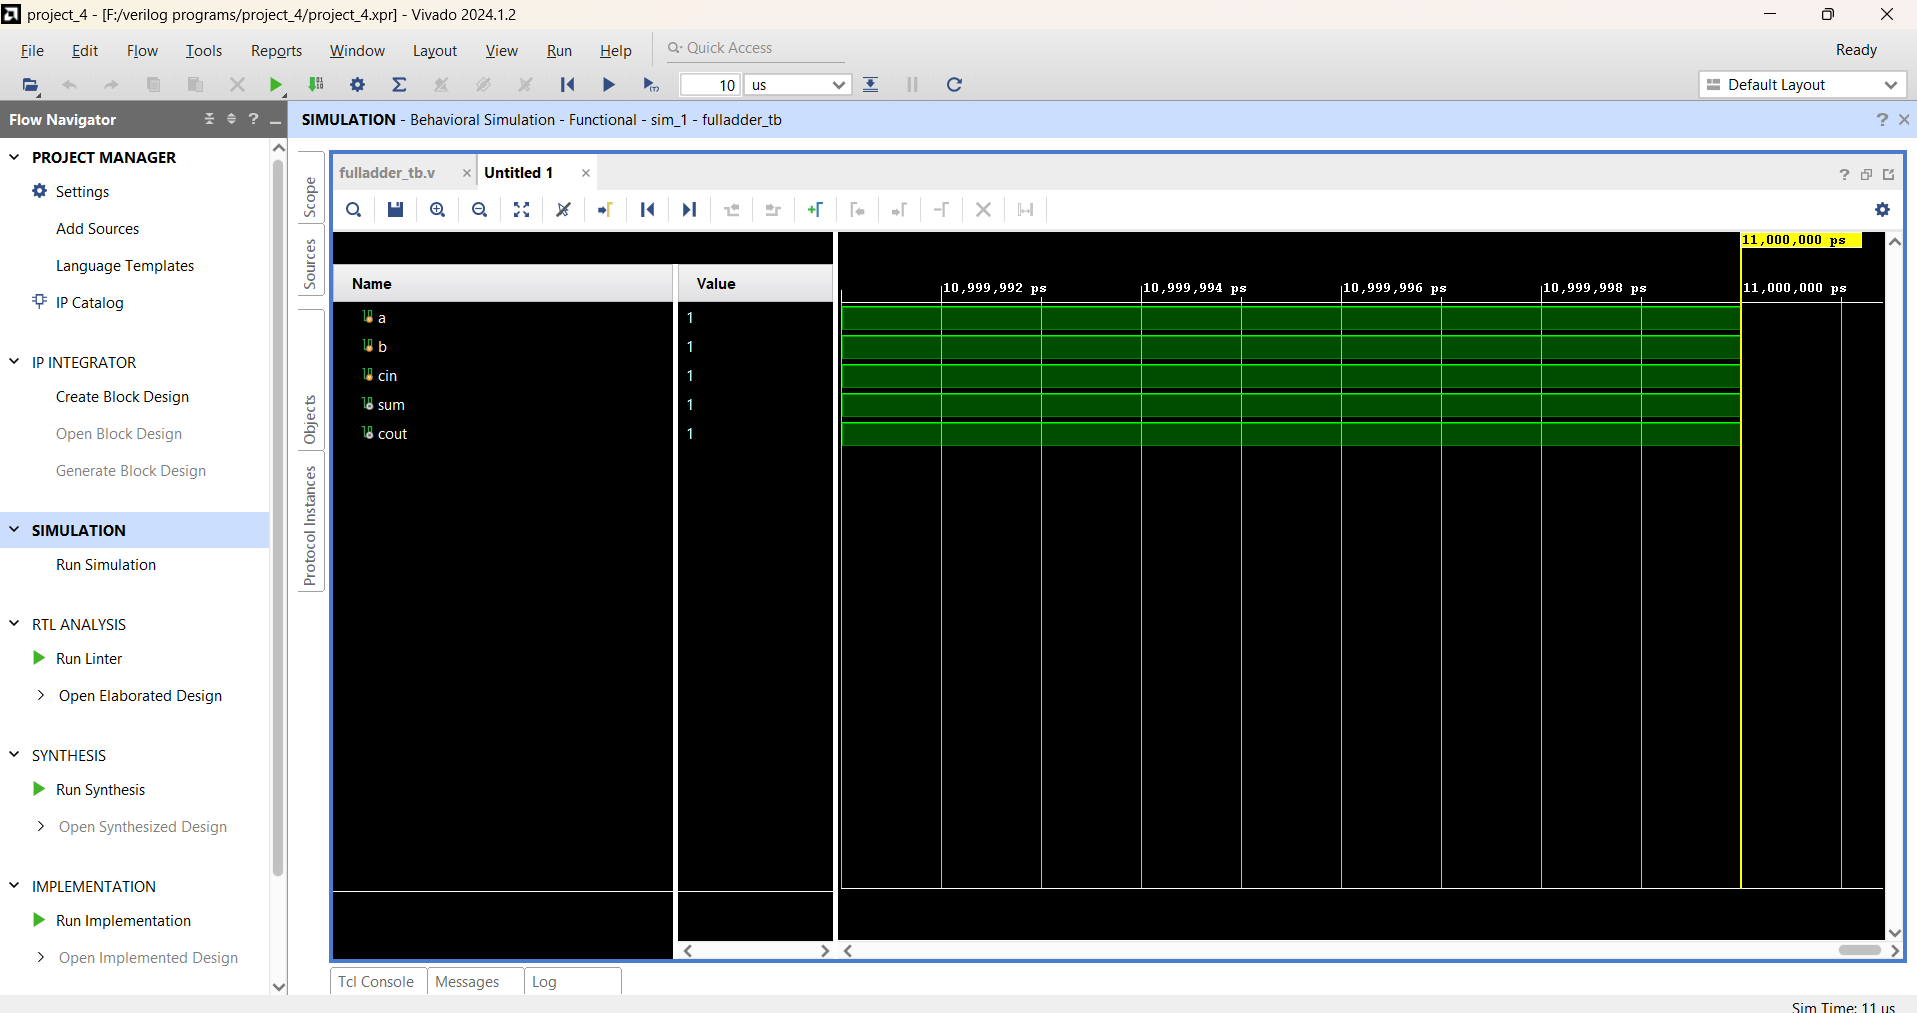 project_4 - [F:/verilog programs/project_4/project_4.xpr] - Vivado 2024.1.2
File Edit Flow Tools Reports Window Layout View Run Help Quick Access Ready
10 us Default Layout
Flow Navigator
SIMULATION - Behavioral Simulation - Functional - sim_1 - fulladder_tb
PROJECT MANAGER
Settings
Add Sources
Language Templates
IP Catalog
IP INTEGRATOR
Create Block Design
Open Block Design
Generate Block Design
SIMULATION
Run Simulation
RTL ANALYSIS
Run Linter
Open Elaborated Design
SYNTHESIS
Run Synthesis
Open Synthesized Design
IMPLEMENTATION
Run Implementation
Open Implemented Design
Scope
Sources
Objects
Protocol Instances
fulladder_tb.v Untitled 1
11,000,000 ps
Name Value
10,999,992 ps 10,999,994 ps 10,999,996 ps 10,999,998 ps 11,000,000 ps
a 1
b 1
cin 1
sum 1
cout 1
Tcl Console Messages Log
Sim Time: 11 us